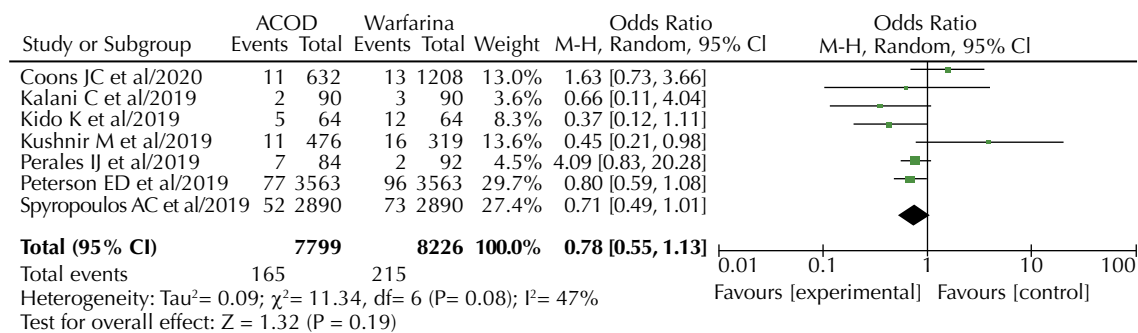 ACOD Warfarina Odds Ratio Odds Ratio
Study or Subgroup Events Total Events Total Weight M-H, Random, 95% CI M-H, Random, 95% CI
Coons JC et al/2020 11 632 13 1208 13.0% 1.63 [0.73, 3.66]
Kalani C et al/2019 2 90 3 90 3.6% 0.66 [0.11, 4.04]
Kido K et al/2019 5 64 12 64 8.3% 0.37 [0.12, 1.11]
Kushnir M et al/2019 11 476 16 319 13.6% 0.45 [0.21, 0.98]
Perales IJ et al/2019 7 84 2 92 4.5% 4.09 [0.83, 20.28]
Peterson ED et al/2019 77 3563 96 3563 29.7% 0.80 [0.59, 1.08]
Spyropoulos AC et al/2019 52 2890 73 2890 27.4% 0.71 [0.49, 1.01]
Total (95% CI) 7799 8226 100.0% 0.78 [0.55, 1.13]
0.01 0.1 1 10 100
Total events 165 215
Favours [experimental] Favours [control]
Heterogeneity: Tau²= 0.09; χ²= 11.34, df= 6 (P= 0.08); I²= 47%
Test for overall effect: Z = 1.32 (P = 0.19)